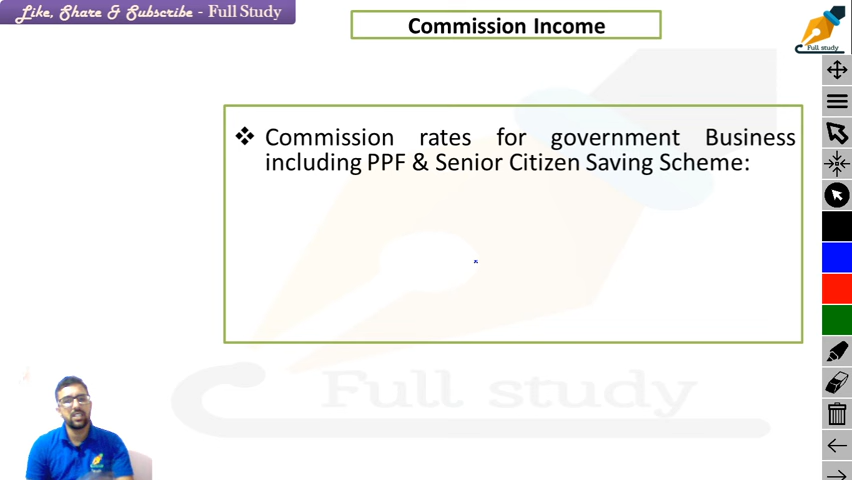 Like, Share & Subscribe - Full Study
Commission Income
Full study
Commission rates for government Business
including PPF & Senior Citizen Saving Scheme:
Full study